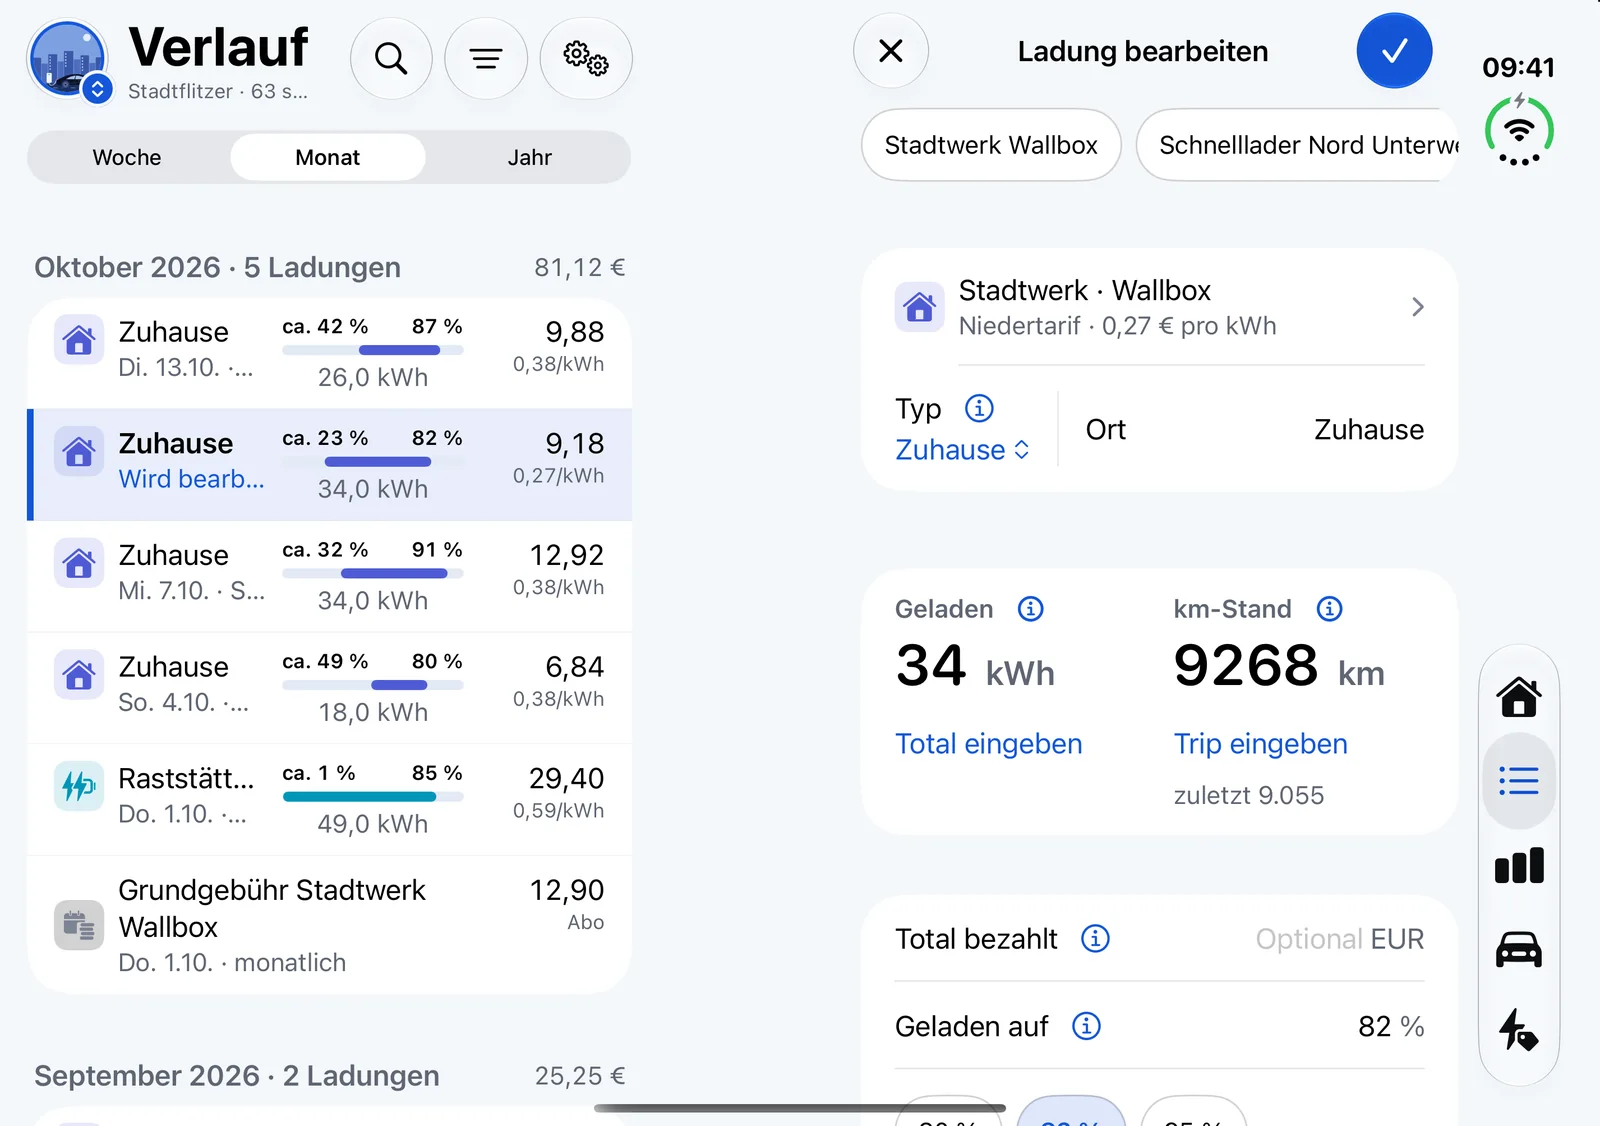 Verlauf
Stadtflitzer · 63 s...
Woche
Monat
Jahr
Oktober 2026 · 5 Ladungen
81,12 €
Zuhause
Di. 13.10. ·...
ca. 42 %
87 %
26,0 kWh
9,88
0,38/kWh
Zuhause
Wird bearb...
ca. 23 %
82 %
34,0 kWh
9,18
0,27/kWh
Zuhause
Mi. 7.10. · S...
ca. 32 %
91 %
34,0 kWh
12,92
0,38/kWh
Zuhause
So. 4.10. ·...
ca. 49 %
80 %
18,0 kWh
6,84
0,38/kWh
Raststätt...
Do. 1.10. ·...
ca. 1 %
85 %
49,0 kWh
29,40
0,59/kWh
Grundgebühr Stadtwerk
Wallbox
Do. 1.10. · monatlich
12,90
Abo
September 2026 · 2 Ladungen
25,25 €
Ladung bearbeiten
Stadtwerk Wallbox
Schnelllader Nord Unterwe
Stadtwerk · Wallbox
Niedertarif · 0,27 € pro kWh
Typ
Zuhause
Ort
Zuhause
Geladen
34 kWh
Total eingeben
km-Stand
9268 km
Trip eingeben
zuletzt 9.055
Total bezahlt
Optional EUR
Geladen auf
82 %
09:41